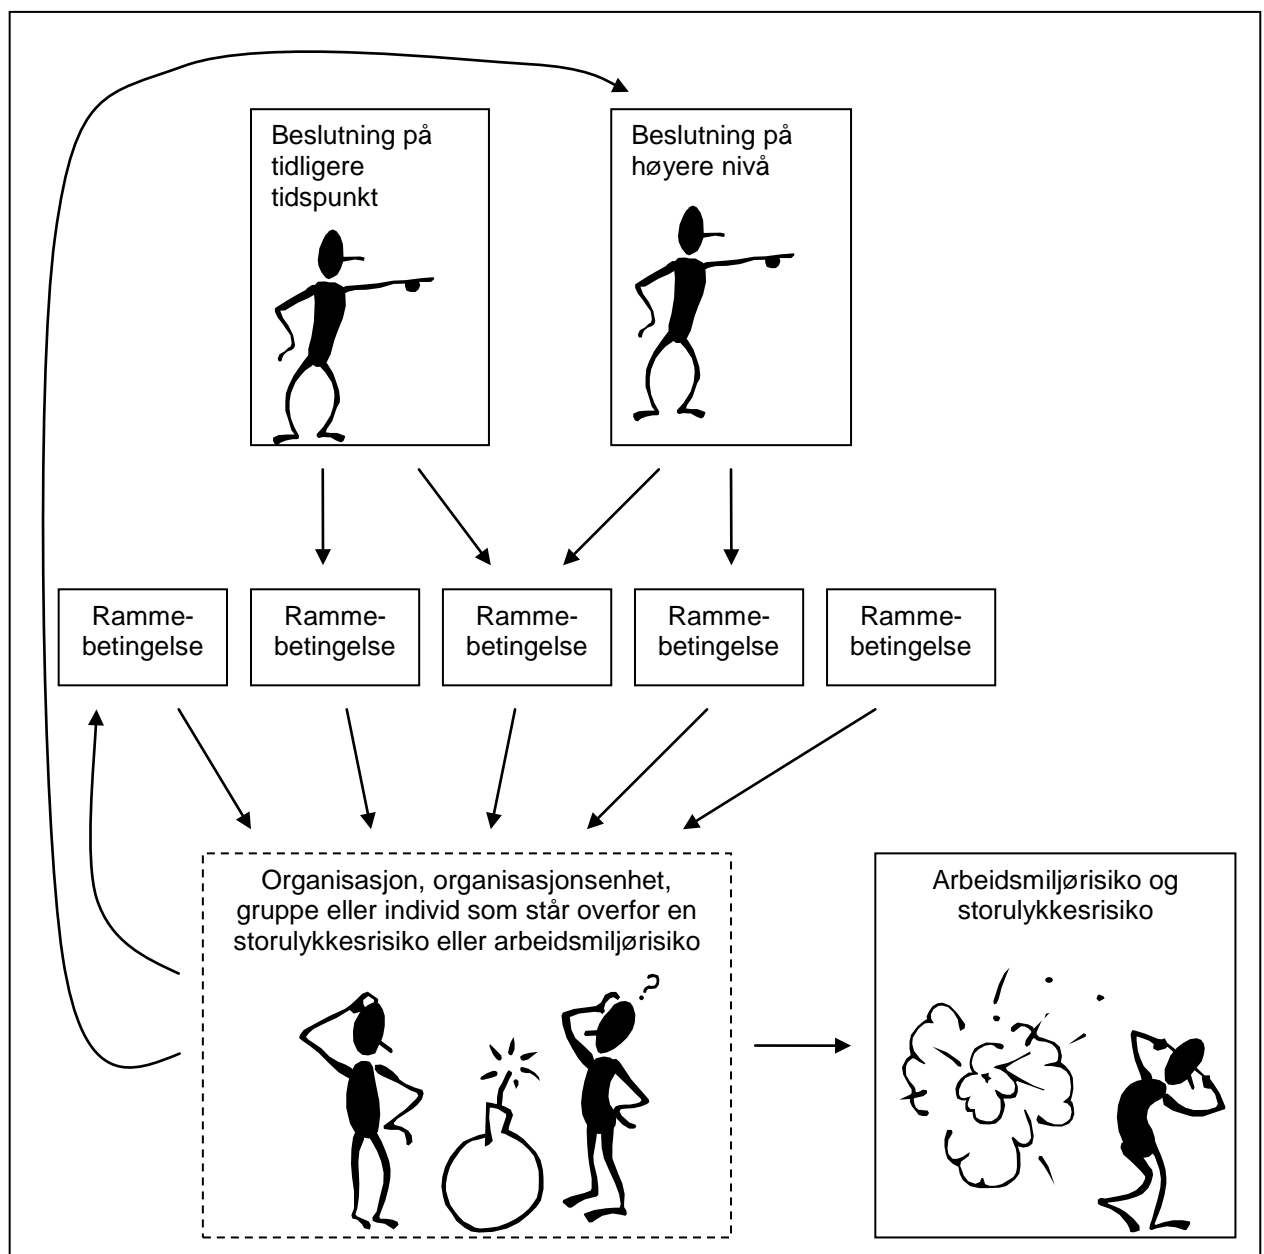 Beslutning på
tidligere
tidspunkt
Beslutning på
høyere nivå
Ramme-
betingelse
Ramme-
betingelse
Ramme-
betingelse
Ramme-
betingelse
Ramme-
betingelse
Organisasjon, organisasjonsenhet,
gruppe eller individ som står overfor en
storulykkesrisiko eller arbeidsmiljørisiko
?
Arbeidsmiljørisiko og
storulykkesrisiko